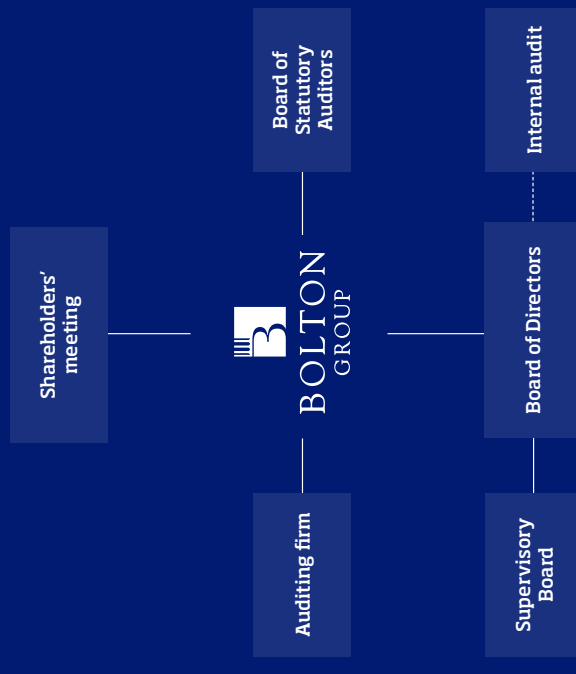 Shareholders’
meeting
Auditing firm
BOLTON
GROUP
Board of
Statutory
Auditors
Supervisory
Board
Board of Directors
Internal audit